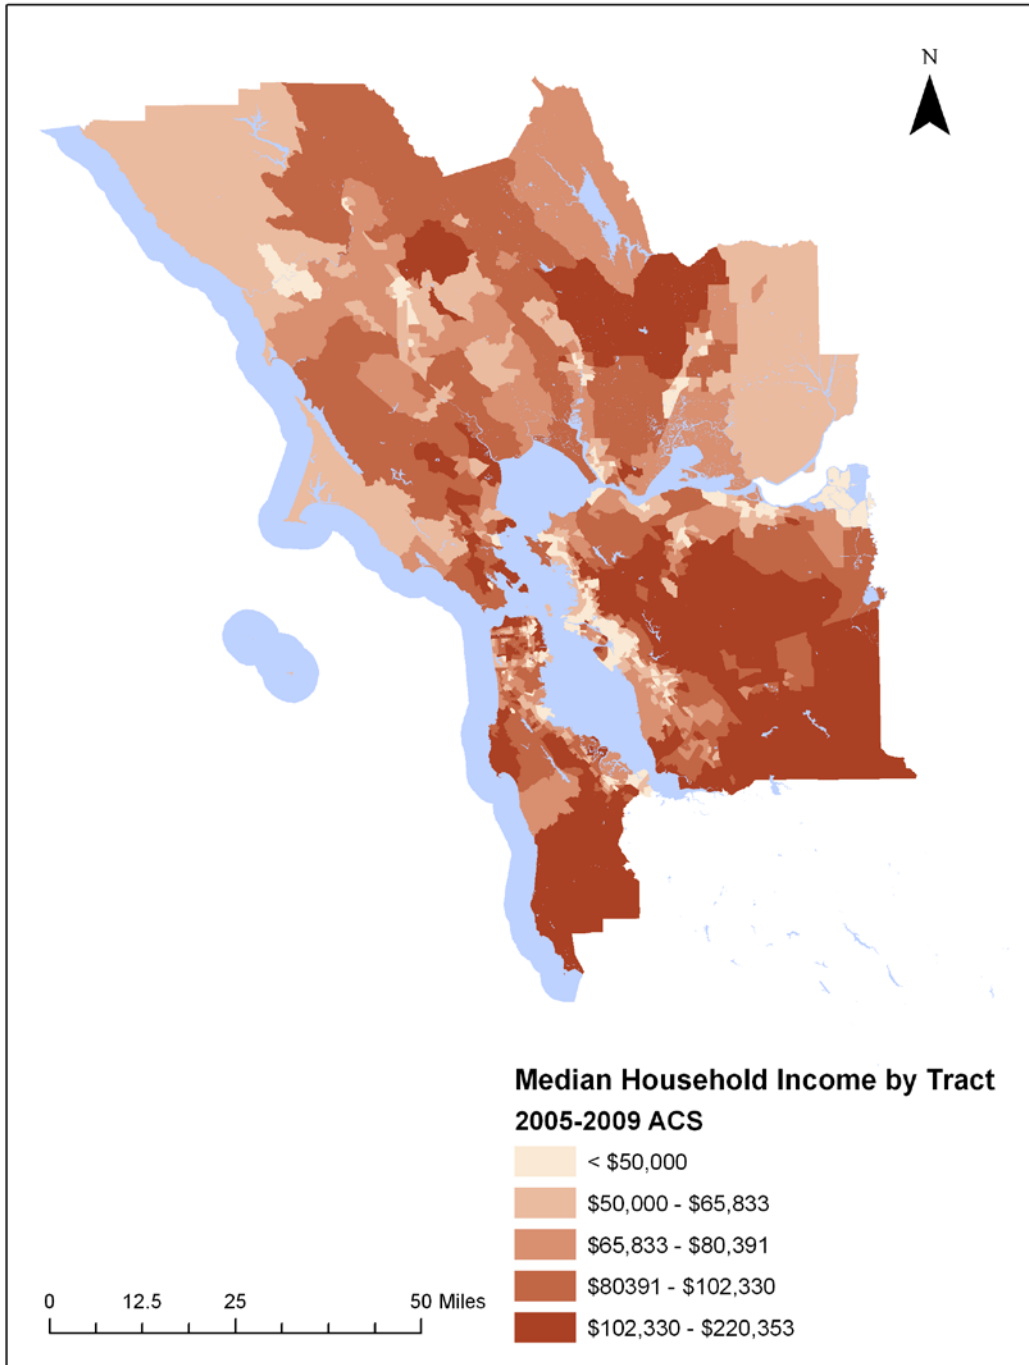 N
Median Household Income by Tract
2005-2009 ACS
< $50,000
$50,000 - $65,833
$65,833 - $80,391
$80391 - $102,330
$102,330 - $220,353
0 12.5 25 50 Miles